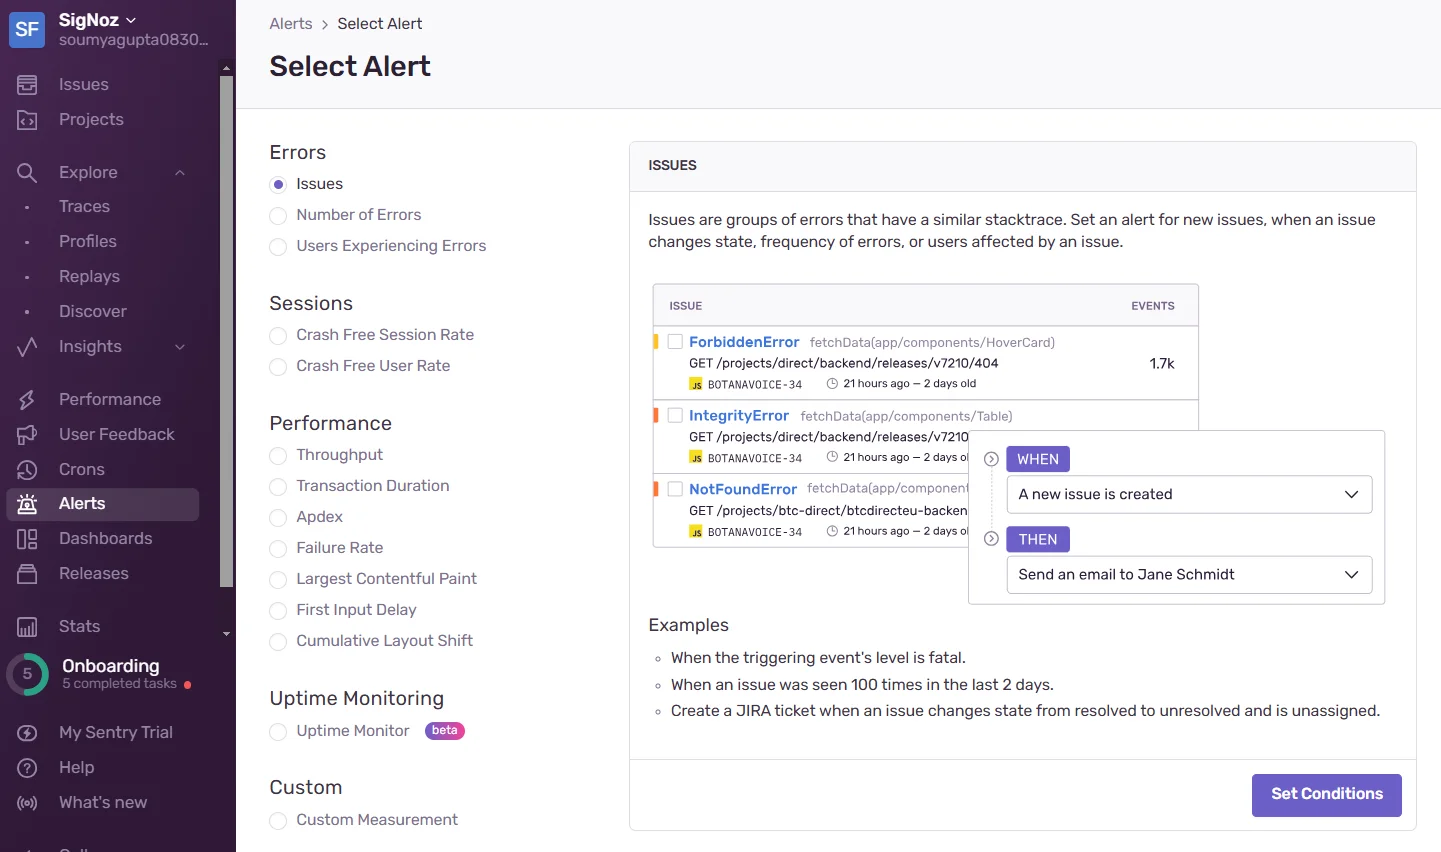 SF
SigNoz
soumyagupta0830...
Issues
Projects
Explore
Traces
Profiles
Replays
Discover
Insights
Performance
User Feedback
Crons
Alerts
Dashboards
Releases
Stats
5
Onboarding
5 completed tasks
My Sentry Trial
Help
What's new
Alerts > Select Alert
Select Alert
Errors
Issues
Number of Errors
Users Experiencing Errors
Sessions
Crash Free Session Rate
Crash Free User Rate
Performance
Throughput
Transaction Duration
Apdex
Failure Rate
Largest Contentful Paint
First Input Delay
Cumulative Layout Shift
Uptime Monitoring
Uptime Monitor beta
Custom
Custom Measurement
ISSUES
Issues are groups of errors that have a similar stacktrace. Set an alert for new issues, when an issue
changes state, frequency of errors, or users affected by an issue.
ISSUE EVENTS
ForbiddenError fetchData(app/components/HoverCard)
GET /projects/direct/backend/releases/v7210/404 1.7k
JS BOTANAVOICE-34 21 hours ago — 2 days old
IntegrityError fetchData(app/components/Table)
GET /projects/direct/backend/releases/v7210
JS BOTANAVOICE-34 21 hours ago — 2 days ol
NotFoundError fetchData(app/component
GET /projects/btc-direct/btcdirecteu-backen
JS BOTANAVOICE-34 21 hours ago — 2 days ol
WHEN
A new issue is created
THEN
Send an email to Jane Schmidt
Examples
When the triggering event's level is fatal.
When an issue was seen 100 times in the last 2 days.
Create a JIRA ticket when an issue changes state from resolved to unresolved and is unassigned.
Set Conditions